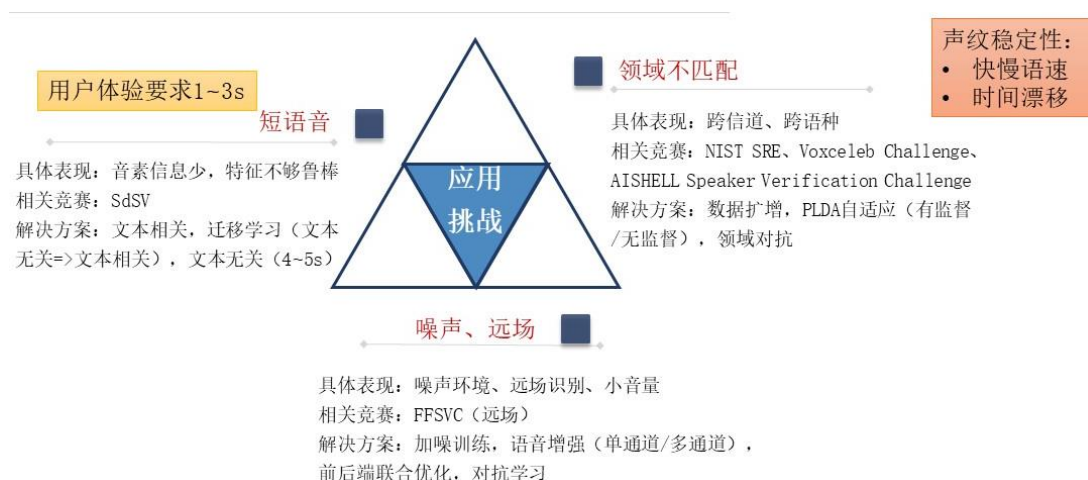 用户体验要求1~3s
短语音
具体表现：音素信息少，特征不够鲁棒
相关竞赛：SdSV
解决方案：文本相关，迁移学习（文本
无关=>文本相关），文本无关（4~5s）
应用
挑战
领域不匹配
具体表现：跨信道、跨语种
相关竞赛：NIST SRE、Voxceleb Challenge、
AISHELL Speaker Verification Challenge
解决方案：数据扩增，PLDA自适应（有监督
/无监督），领域对抗
声纹稳定性：
• 快慢语速
• 时间漂移
噪声、远场
具体表现：噪声环境、远场识别、小音量
相关竞赛：FFSVC（远场）
解决方案：加噪训练，语音增强（单通道/多通道），
前后端联合优化，对抗学习